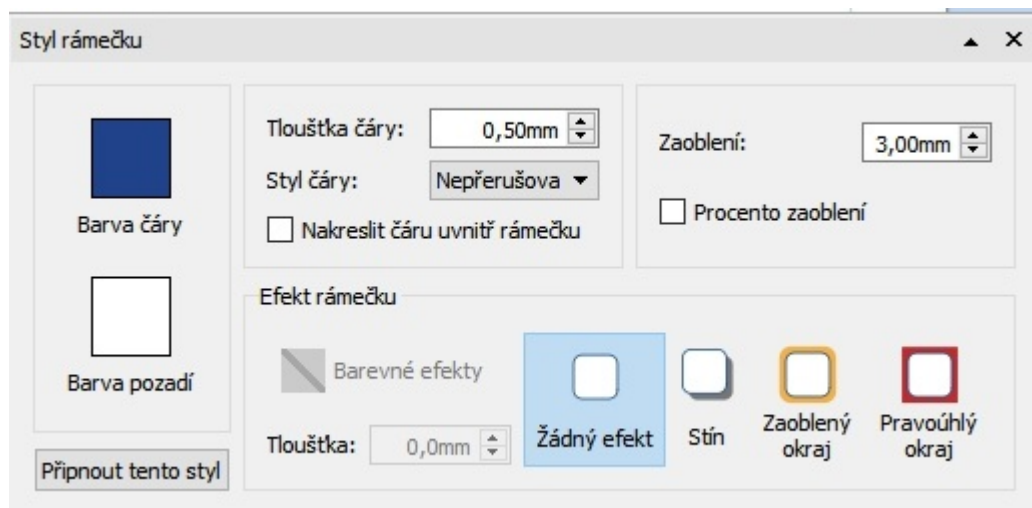 Styl rámečku
Barva čáry
Barva pozadí
Připnout tento styl
Tloušťka čáry: 0,50mm
Styl čáry: Nepřerušova
Nakreslit čáru uvnitř rámečku
Zaoblení: 3,00mm
Procento zaoblení
Efekt rámečku
Barevné efekty
Tloušťka: 0,0mm
Žádný efekt
Stín
Zaoblený
okraj
Pravoúhlý
okraj